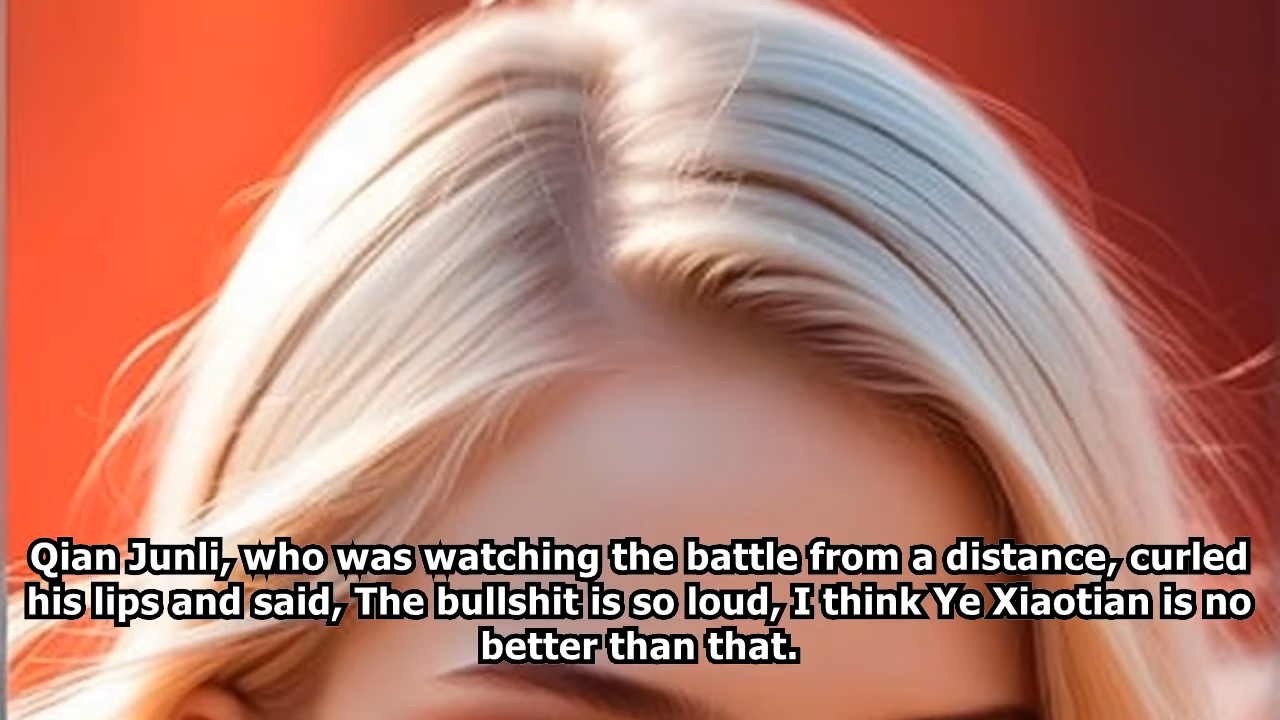 Qian Junli, who was watching the battle from a distance, curled
his lips and said, The bullshit is so loud, I think Ye Xiaotian is no
better than that.